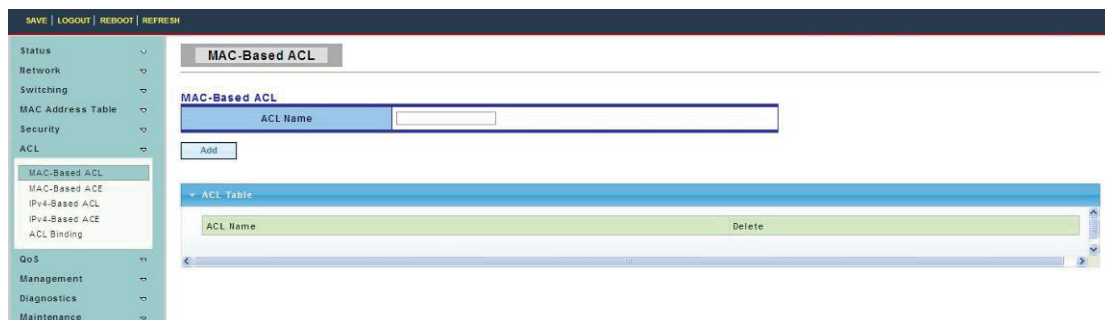 SAVE | LOGOUT | REBOOT | REFRESH
Status
Network
Switching
MAC Address Table
Security
ACL
MAC-Based ACL
MAC-Based ACE
IPv4-Based ACL
IPv4-Based ACE
ACL Binding
QoS
Management
Diagnostics
Maintenance
MAC-Based ACL
MAC-Based ACL
ACL Name
Add
ACL Table
ACL Name Delete